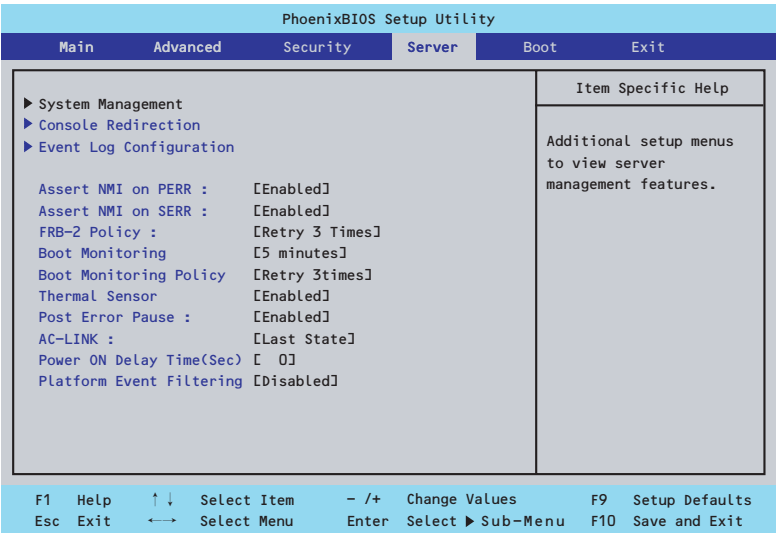 PhoenixBIOS Setup Utility
Main Advanced Security Server Boot Exit
System Management
Console Redirection
Event Log Configuration
Assert NMI on PERR : [Enabled]
Assert NMI on SERR : [Enabled]
FRB-2 Policy : [Retry 3 Times]
Boot Monitoring [5 minutes]
Boot Monitoring Policy [Retry 3times]
Thermal Sensor [Enabled]
Post Error Pause : [Enabled]
AC-LINK : [Last State]
Power ON Delay Time(Sec) [ 0]
Platform Event Filtering [Disabled]
Item Specific Help
Additional setup menus
to view server
management features.
F1 Help ↑↓ Select Item - /+ Change Values F9 Setup Defaults
Esc Exit ←→ Select Menu Enter Select ▶ Sub-Menu F10 Save and Exit